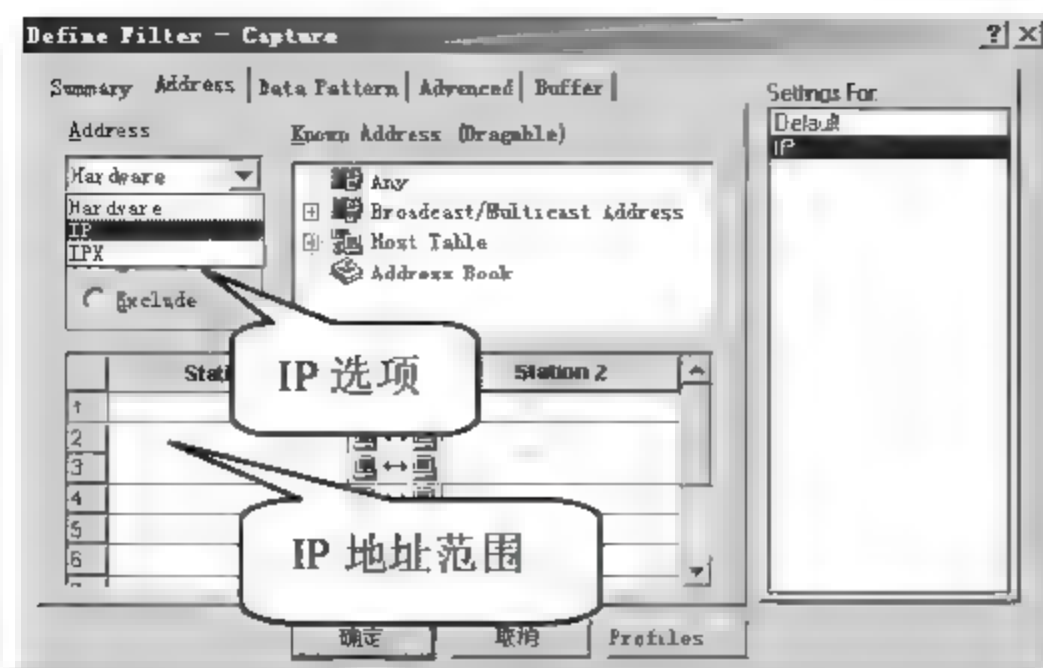 Define Filter - Capture
Summary Address Data Pattern Advanced Buffer
Address
Known Address (Dragable)
Settings For:
Hardware
Hardware
IP
IPX
Exclude
Any
Broadcast/Multicast Address
Host Table
Address Book
Default
IP
IP 选项
Station 2
1
2
3
4
5
6
IP 地址范围
确定 取消 Profiles